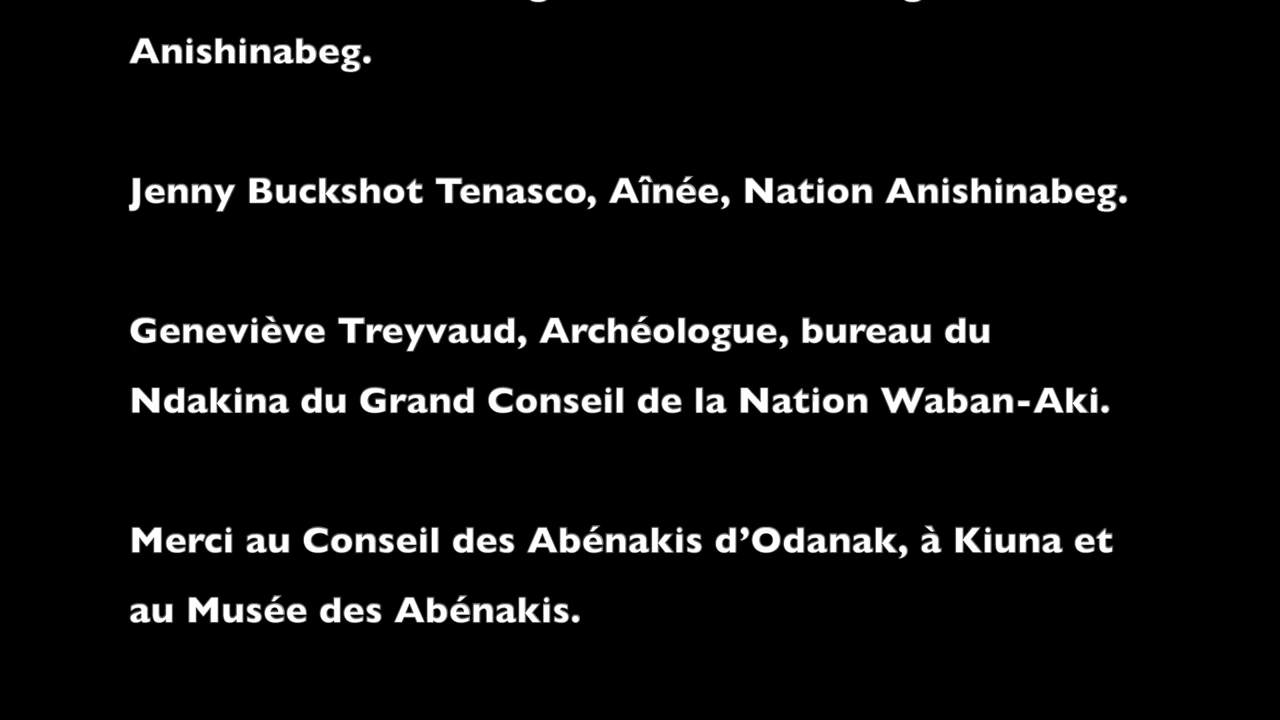 Anishinabeg.
Jenny Buckshot Tenasco, Aînée, Nation Anishinabeg.
Geneviève Treyvaud, Archéologue, bureau du
Ndakina du Grand Conseil de la Nation Waban-Aki.
Merci au Conseil des Abénakis d’Odanak, à Kiuna et
au Musée des Abénakis.